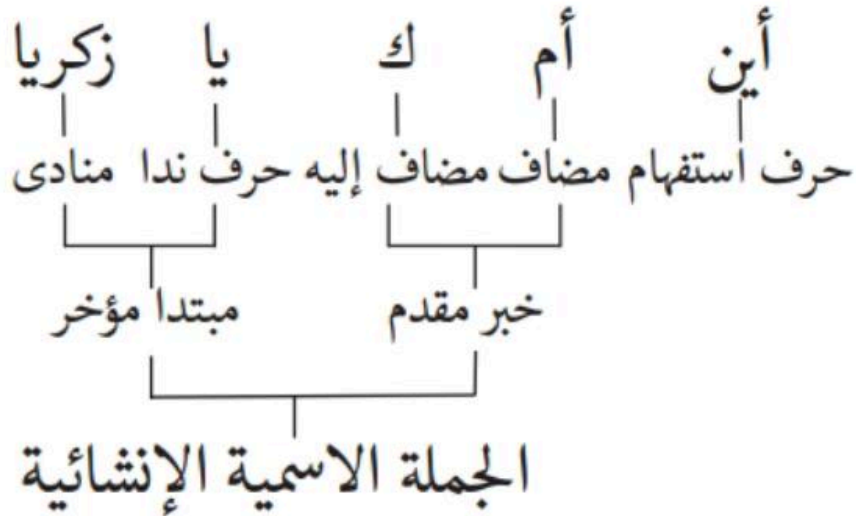 أين أم ك يا زكريا
حرف استفهام مضاف مضاف إليه حرف ندا منادى
خبر مقدم مبتدا مؤخر
الجملة الاسمية الإنشائية